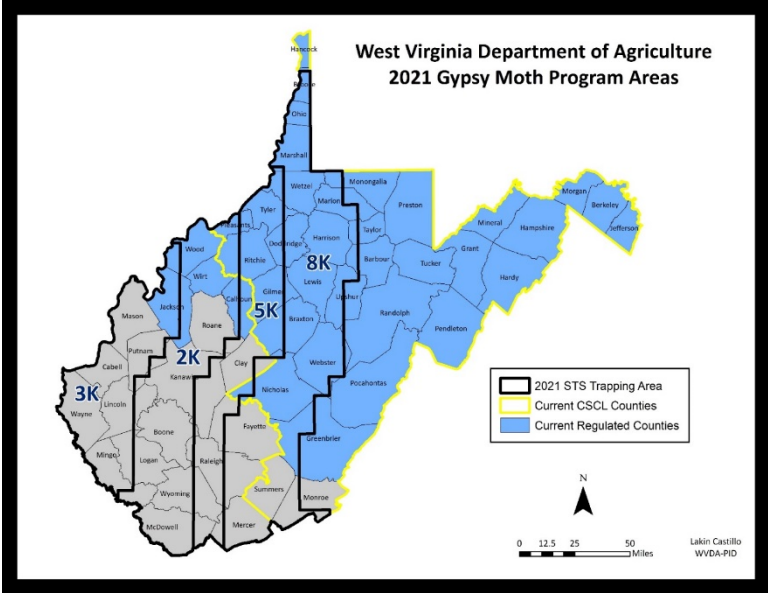 West Virginia Department of Agriculture
2021 Gypsy Moth Program Areas
Hancock
Brooke
Ohio
Marshall
Wetzel
Monongalia
Marion
Preston
Morgan
Berkeley
Jefferson
Mineral
Hampshire
Tyler
Pleasants
Wood
Doddridge
Harrison
Taylor
Ritchie
Barbour
Tucker
Grant
Hardy
8K
Wirt
Lewis
Gilmer
Upshur
Calhoun
Jackson
5K
Randolph
Mason
Roane
Braxton
Pendleton
Putnam
2K
Clay
Webster
Cabell
Kanawha
3K
Nicholas
Pocahontas
Wayne
Lincoln
Boone
Fayette
Greenbrier
Mingo
Logan
Raleigh
Summers
Monroe
Wyoming
McDowell
Mercer
2021 STS Trapping Area
Current CSCL Counties
Current Regulated Counties
N
0 12.5 25 50
Miles
Lakin Castillo
WVDA-PID